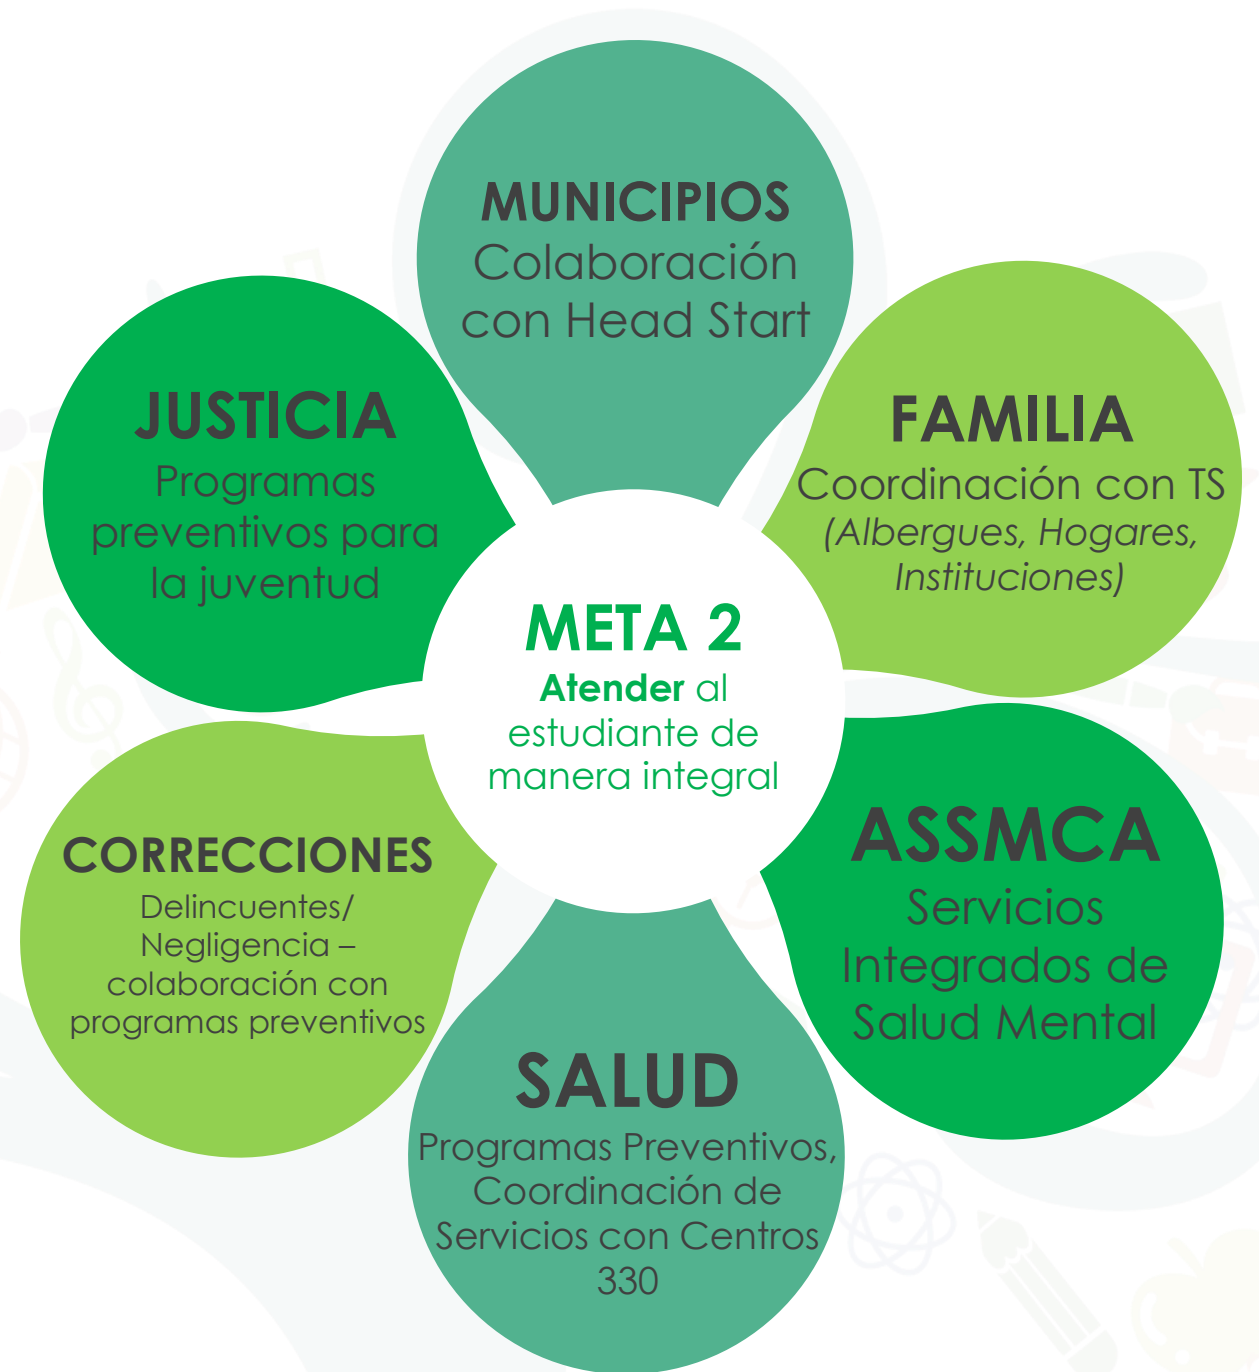 MUNICIPIOS
Colaboración
con Head Start
FAMILIA
Coordinación con TS
(Albergues, Hogares,
Instituciones)
ASSMCA
Servicios
Integrados de
Salud Mental
SALUD
Programas Preventivos,
Coordinación de
Servicios con Centros
330
CORRECCIONES
Delincuentes/
Negligencia –
colaboración con
programas preventivos
JUSTICIA
Programas
preventivos para
la juventud
META 2
Atender al
estudiante de
manera integral